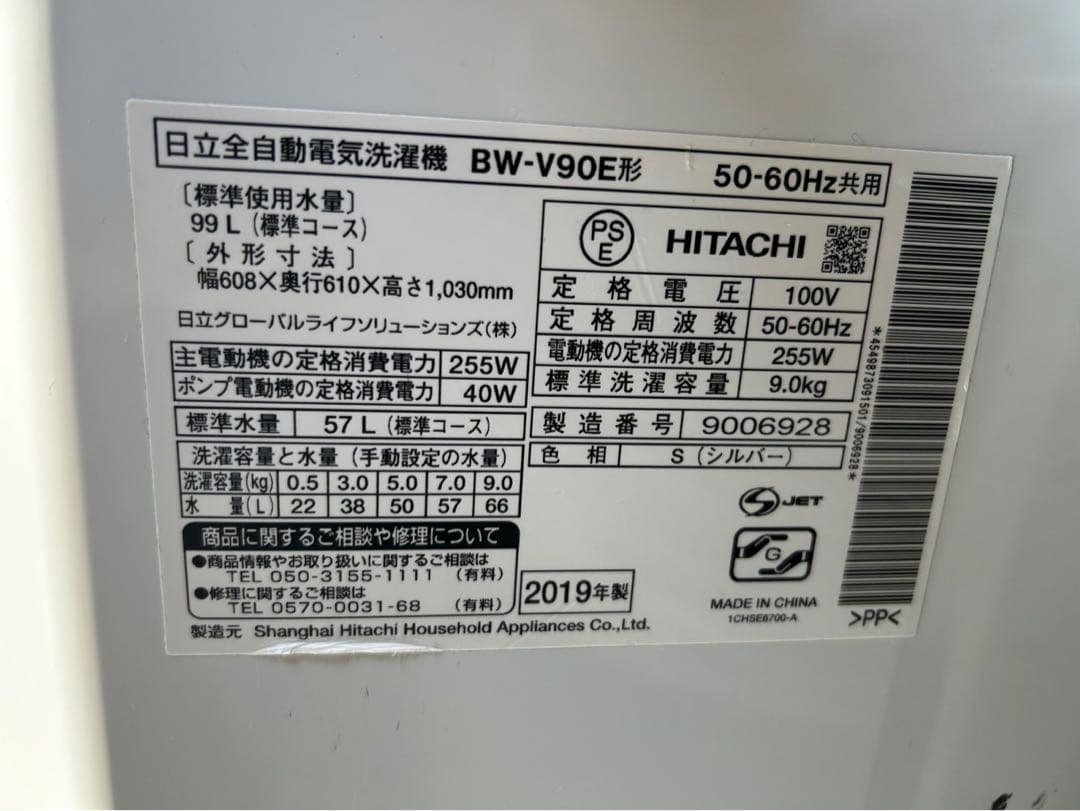 日立全自動電気洗濯機 BW-V90E形 50-60Hz共用
〔標準使用水量〕
99 L (標準コース)
〔外形寸法〕
幅608×奥行610×高さ1,030mm
日立グローバルライフソリューションズ(株)
主電動機の定格消費電力 255W
ポンプ電動機の定格消費電力 40W
標準水量 57 L (標準コース)
洗濯容量と水量 (手動設定の水量)
洗濯容量(kg) 0.5 3.0 5.0 7.0 9.0
水量(L) 22 38 50 57 66
商品に関するご相談や修理について
●商品情報やお取り扱いに関するご相談は
TEL 050-3155-1111 (有料)
●修理に関するご相談は
TEL 0570-0031-68 (有料)
2019年製
製造元 Shanghai Hitachi Household Appliances Co.,Ltd.
PS
E
HITACHI
定格電圧 100V
定格周波数 50-60Hz
電動機の定格消費電力 255W
標準洗濯容量 9.0kg
製造番号 9006928
色相 S (シルバー)
S JET
G
MADE IN CHINA
1CHSE6700-A
>PP<
*4549873091501/9006928*